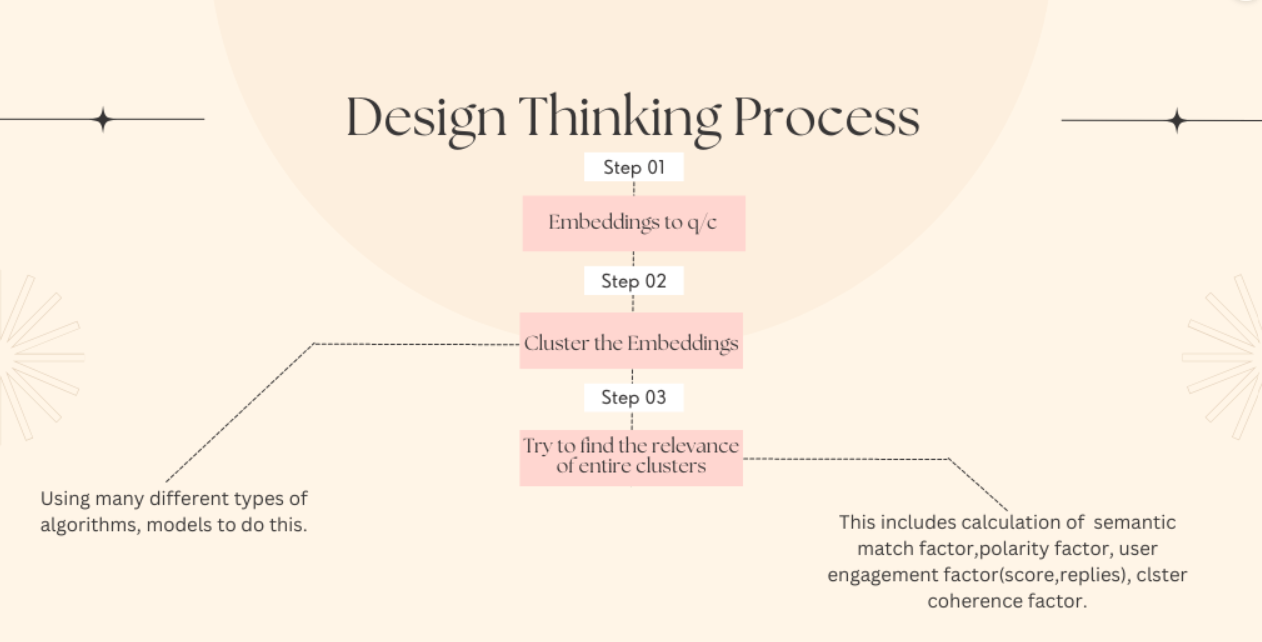 Design Thinking Process
Step 01
Embeddings to q/c
Step 02
Cluster the Embeddings
Step 03
Try to find the relevance
of entire clusters
Using many different types of
algorithms, models to do this.
This includes calculation of  semantic
match factor,polarity factor, user
engagement factor(score,replies), clster
coherence factor.